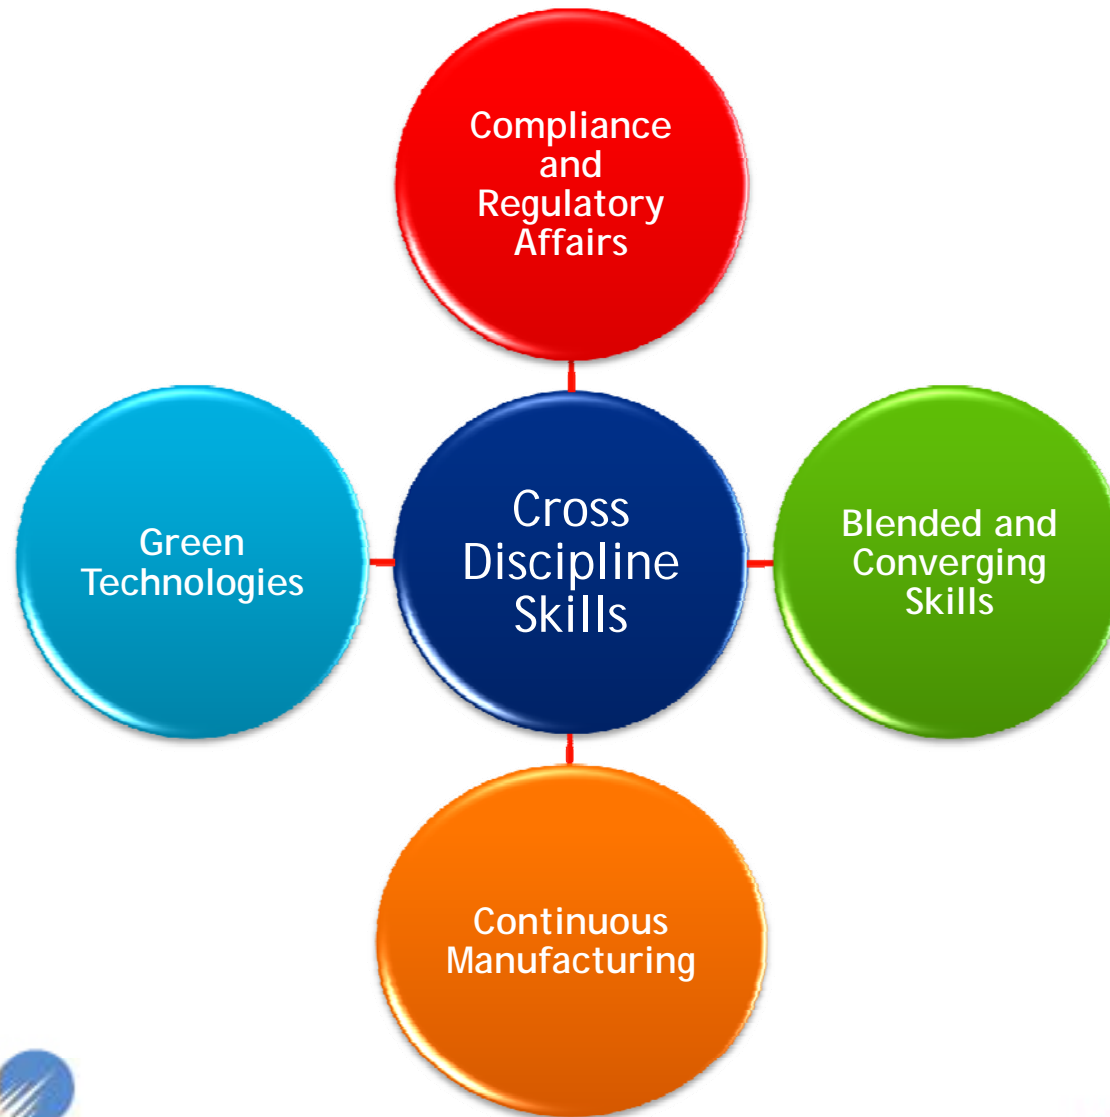 Compliance
and
Regulatory
Affairs
Green
Technologies
Cross
Discipline
Skills
Blended and
Converging
Skills
Continuous
Manufacturing